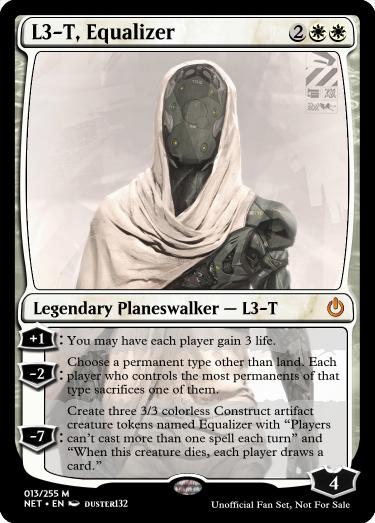 L3-T, Equalizer 2
Legendary Planeswalker — L3-T
+1: You may have each player gain 3 life.
-2: Choose a permanent type other than land. Each
player who controls the most permanents of that
type sacrifices one of them.
-7: Create three 3/3 colorless Construct artifact
creature tokens named Equalizer with “Players
can’t cast more than one spell each turn” and
“When this creature dies, each player draws a
card.”
4
013/255 M
NET • EN DUSTER132
Unofficial Fan Set, Not For Sale